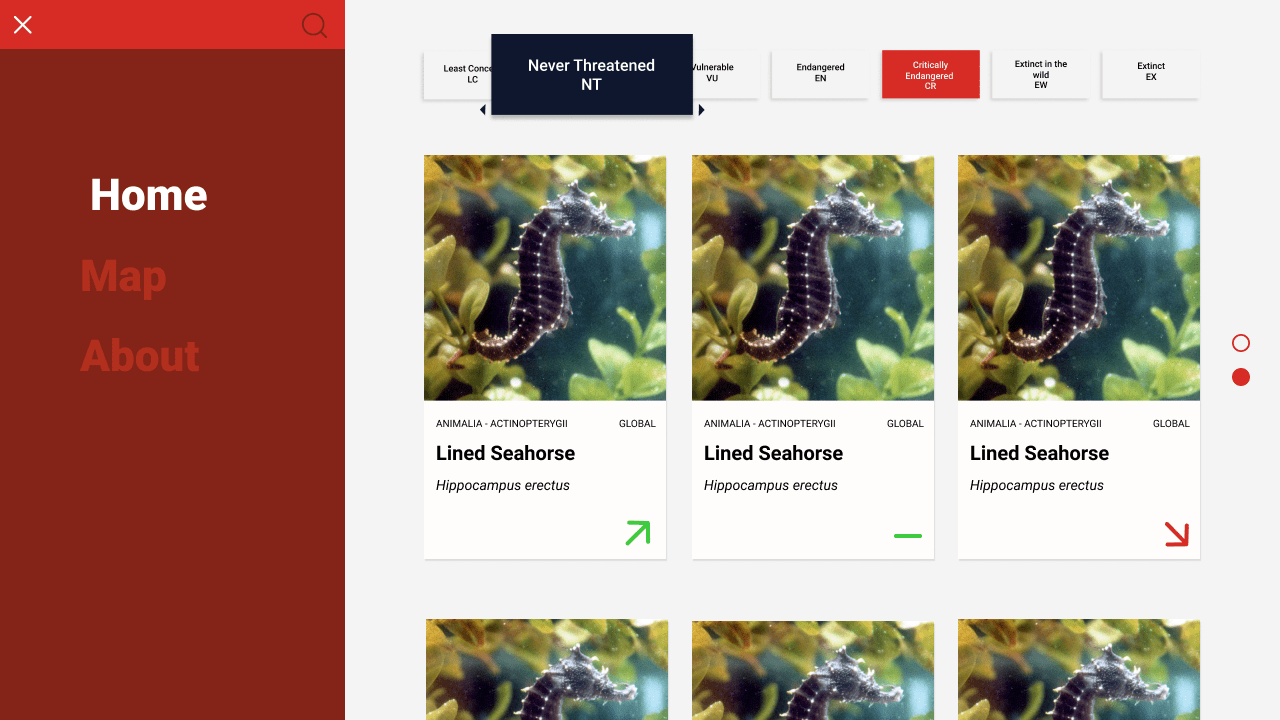 Home
Map
About
Least Conce
LC
Never Threatened
NT
Vulnerable
VU
Endangered
EN
Critically
Endangered
CR
Extinct in the
wild
EW
Extinct
EX
ANIMALIA - ACTINOPTERYGII GLOBAL
Lined Seahorse
Hippocampus erectus
ANIMALIA - ACTINOPTERYGII GLOBAL
Lined Seahorse
Hippocampus erectus
ANIMALIA - ACTINOPTERYGII GLOBAL
Lined Seahorse
Hippocampus erectus